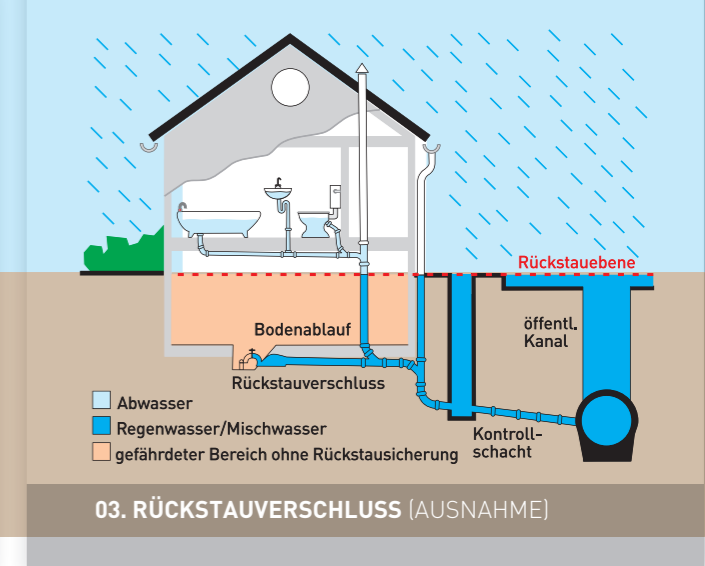 Rückstauebene
öffentl.
Kanal
Bodenablauf
Rückstauverschluss
Abwasser
Regenwasser/Mischwasser
gefährdeter Bereich ohne Rückstausicherung
Kontroll-
schacht
03. RÜCKSTAUVERSCHLUSS (AUSNAHME)